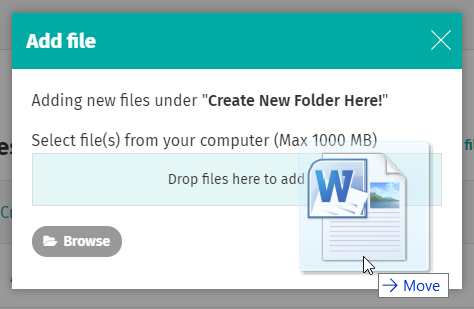 Add file
Adding new files under "Create New Folder Here!"
Select file(s) from your computer (Max 1000 MB)
Drop files here to add
W
Browse
Move